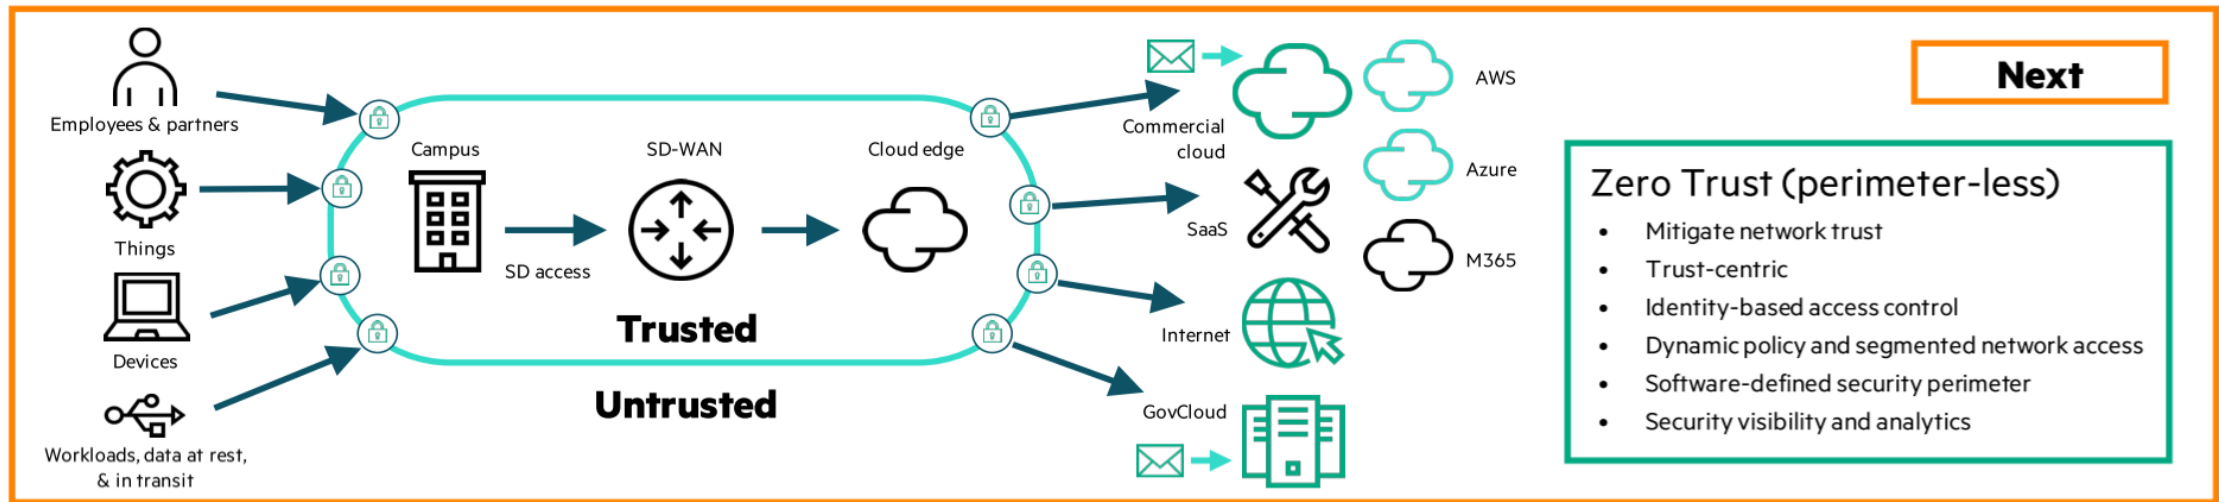 Employees & partners
Things
Devices
Workloads, data at rest,
& in transit
Campus
SD access
SD-WAN
Cloud edge
Trusted
Untrusted
Commercial
cloud
SaaS
Internet
GovCloud
AWS
Azure
M365
Next
Zero Trust (perimeter-less)
• Mitigate network trust
• Trust-centric
• Identity-based access control
• Dynamic policy and segmented network access
• Software-defined security perimeter
• Security visibility and analytics